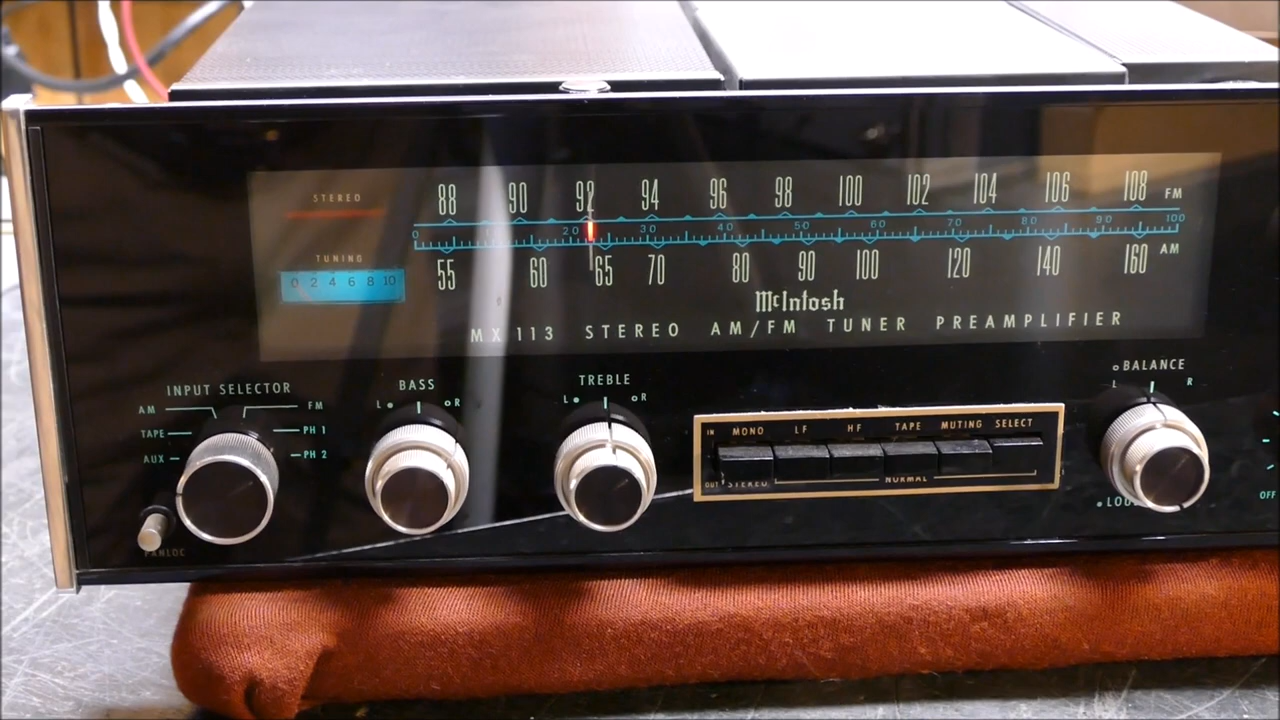 STEREO
88 90 92 94 96 98 100 102 104 106 108 FM
0 20 30 40 50 60 70 80 90 100
TUNING
0 2 4 6 8 10
55 60 65 70 80 90 100 120 140 160 AM
McIntosh
MX 113 STEREO AM/FM TUNER PREAMPLIFIER
INPUT SELECTOR
AM FM
TAPE PH 1
AUX PH 2
PANLOC
BASS
L R
TREBLE
L R
IN MONO LF HF TAPE MUTING SELECT
OUT STEREO NORMAL
BALANCE
L R
OFF